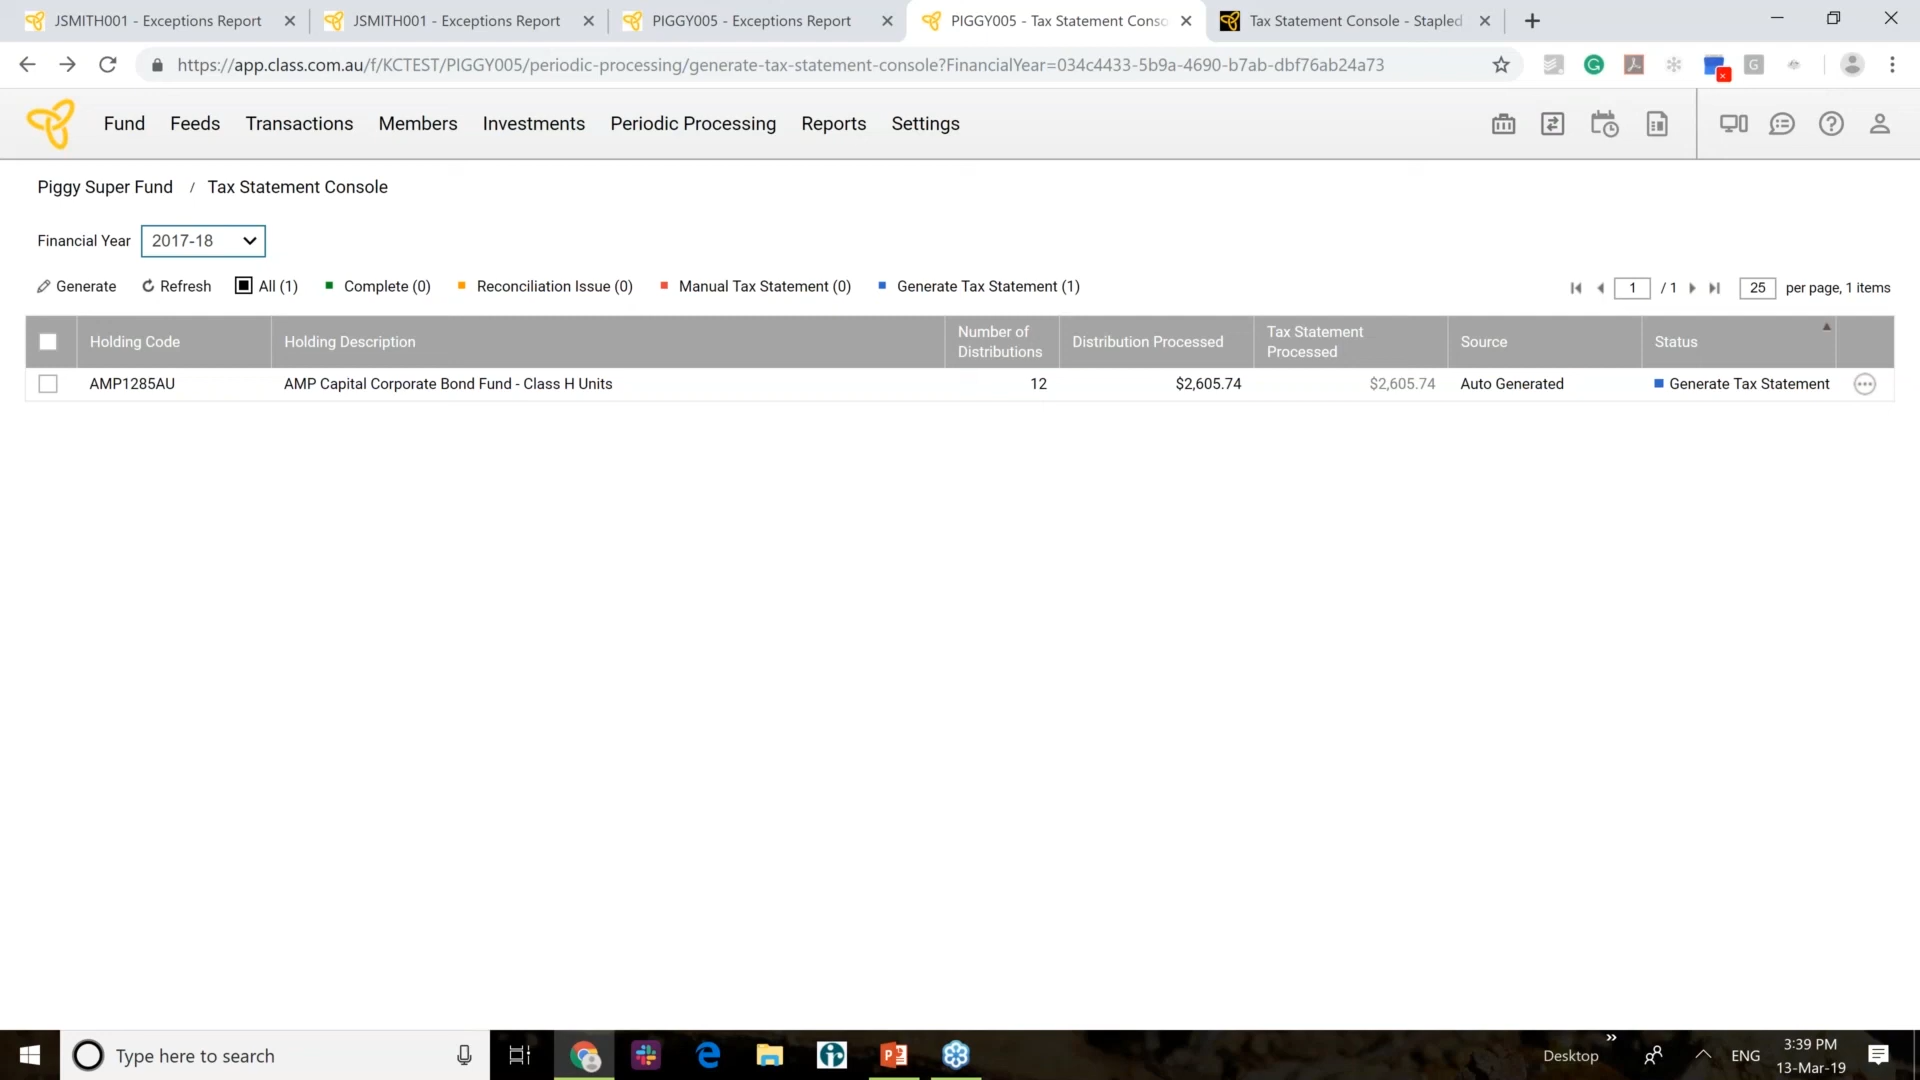 JSMITH001 - Exceptions Report
JSMITH001 - Exceptions Report
PIGGY005 - Exceptions Report
PIGGY005 - Tax Statement Conso
Tax Statement Console - Stapled
https://app.class.com.au/f/KCTEST/PIGGY005/periodic-processing/generate-tax-statement-console?FinancialYear=034c4433-5b9a-4690-b7ab-dbf76ab24a73
Fund Feeds Transactions Members Investments Periodic Processing Reports Settings
Piggy Super Fund / Tax Statement Console
Financial Year 2017-18
Generate Refresh All (1) Complete (0) Reconciliation Issue (0) Manual Tax Statement (0) Generate Tax Statement (1) 1 / 1 25 per page, 1 items
Holding Code Holding Description Number of Distributions Distribution Processed Tax Statement Processed Source Status
AMP1285AU AMP Capital Corporate Bond Fund - Class H Units 12 $2,605.74 $2,605.74 Auto Generated Generate Tax Statement
Type here to search
Desktop
ENG
3:39 PM
13-Mar-19